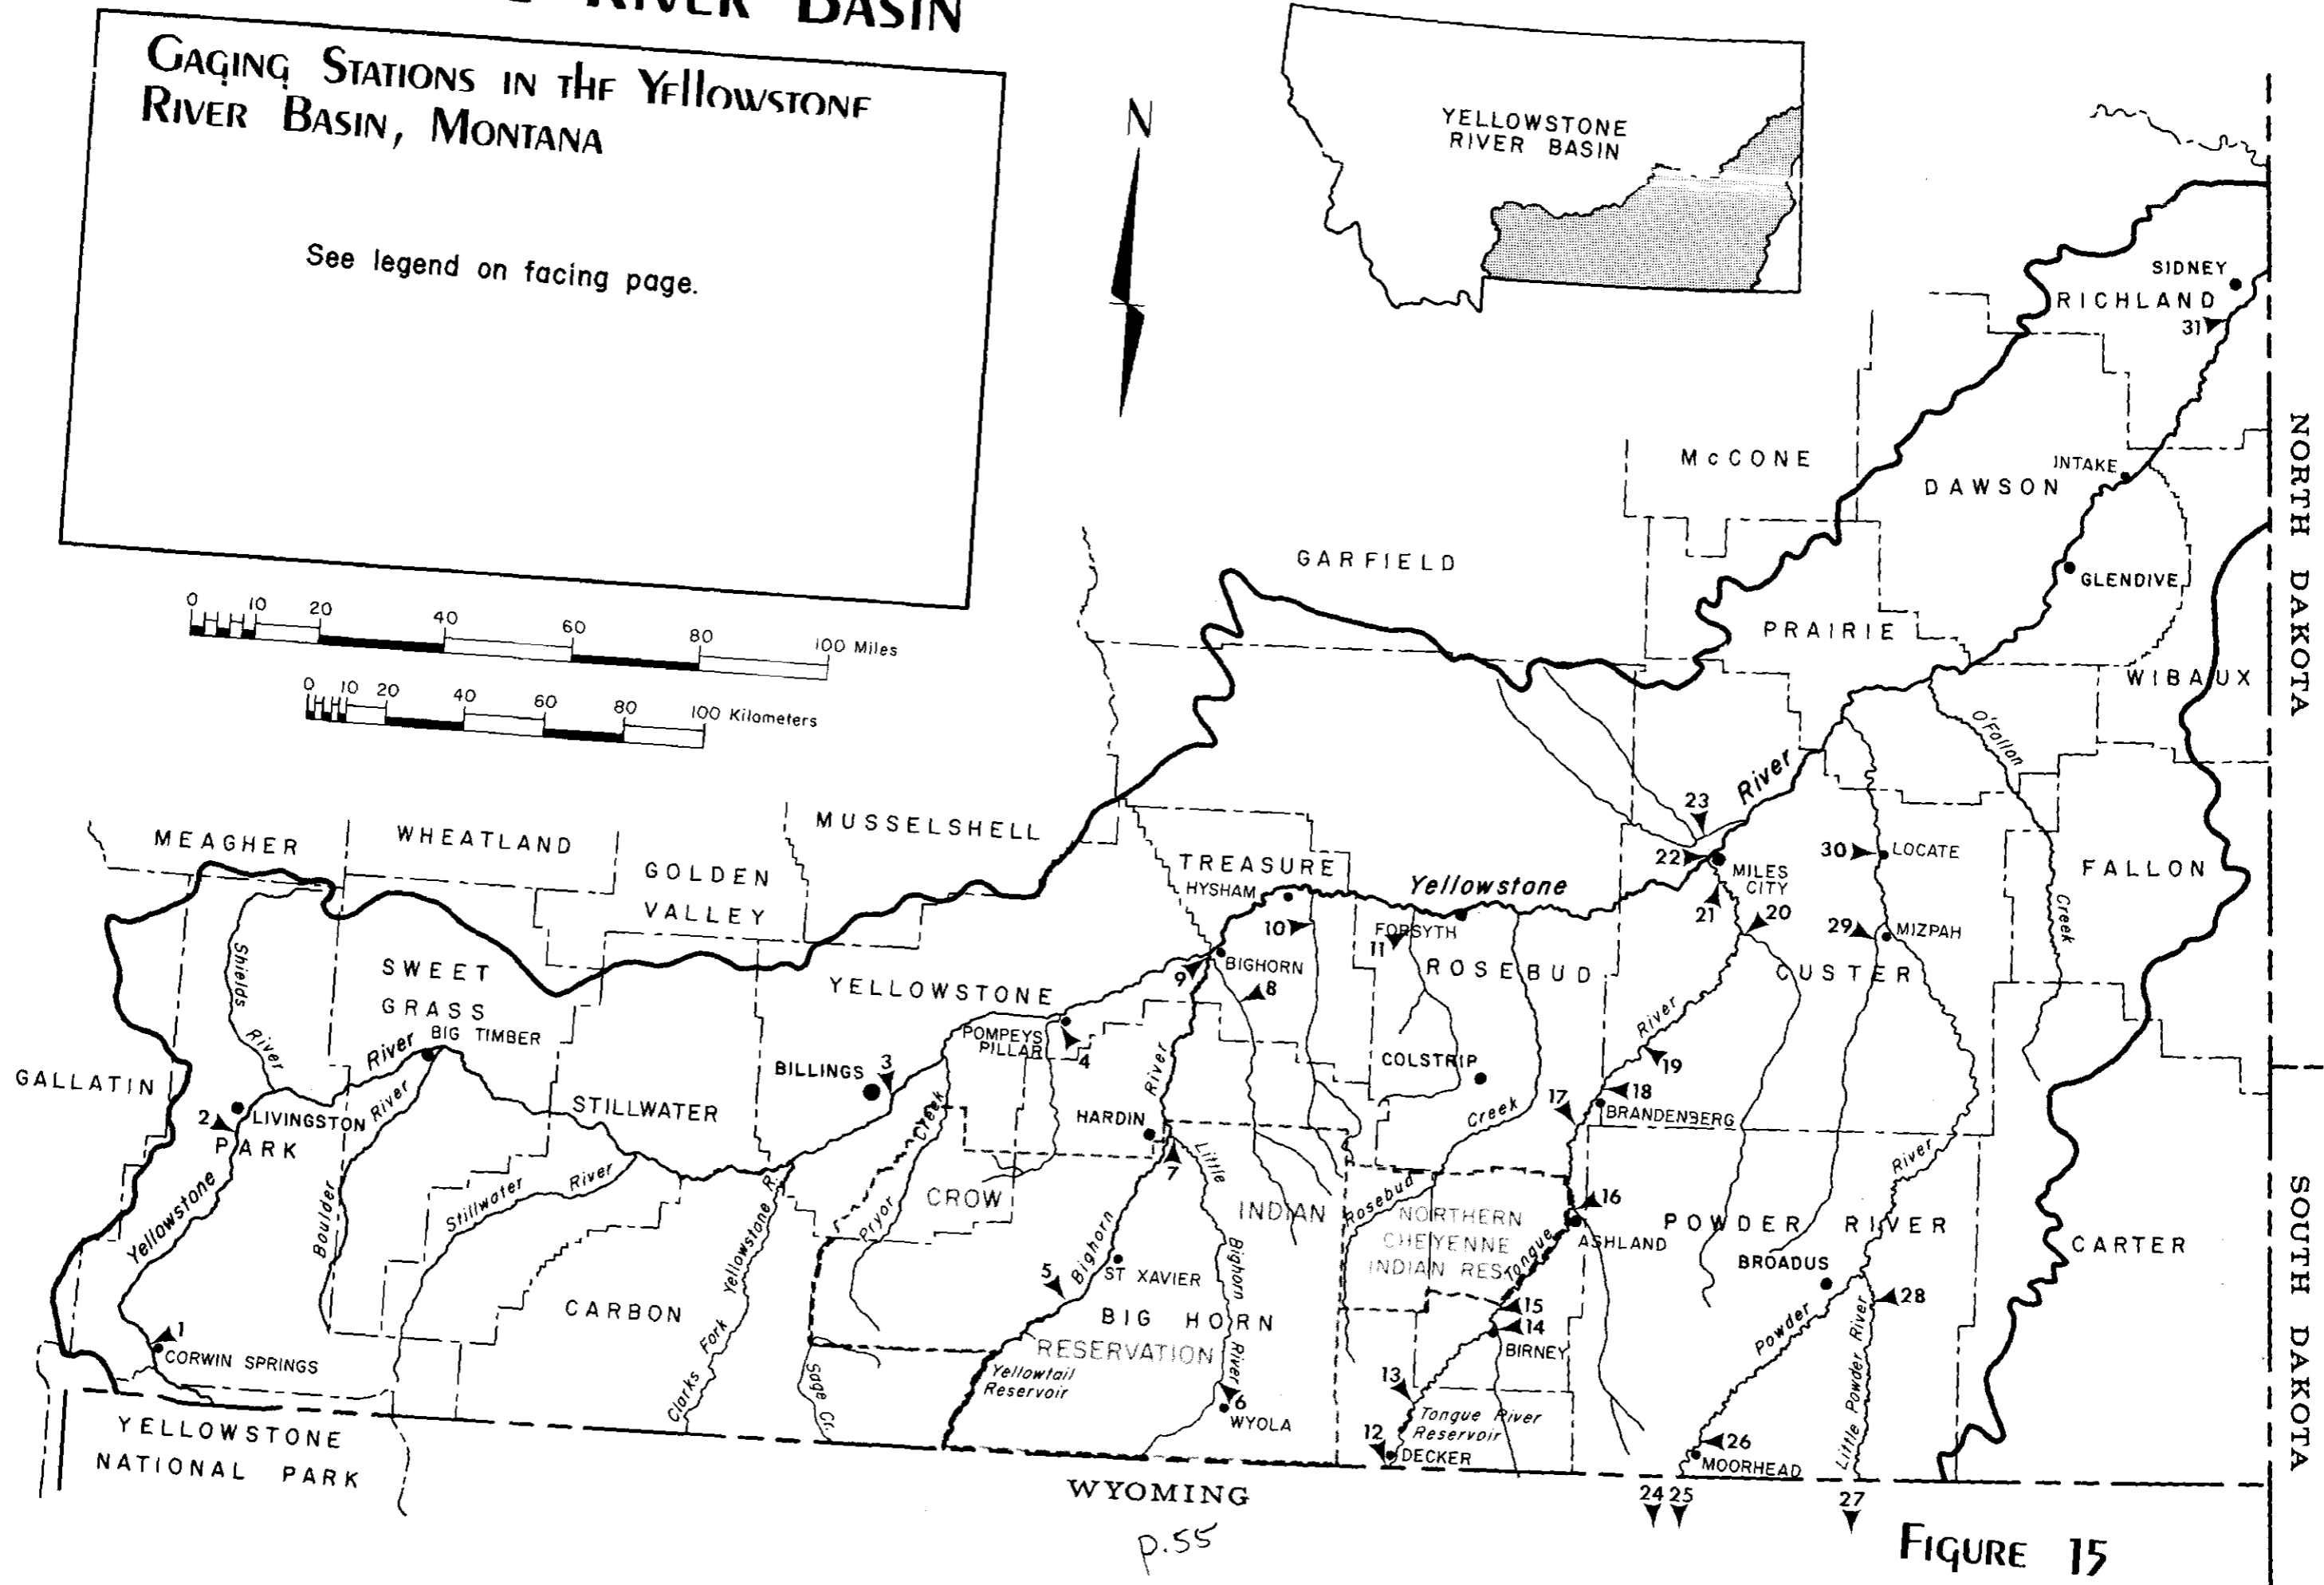 RIVER BASIN
GAGING STATIONS IN THE YELLOWSTONE
RIVER BASIN, MONTANA
See legend on facing page.
N
YELLOWSTONE
RIVER BASIN
0 10 20 40 60 80 100 Miles
0 10 20 40 60 80 100 Kilometers
SIDNEY
RICHLAND
31
NORTH DAKOTA
McCONE
INTAKE
DAWSON
GARFIELD
GLENDIVE
PRAIRIE
WIBAUX
O'Fallon
Creek
River
23
MUSSELSHELL
MEAGHER
WHEATLAND
GOLDEN
VALLEY
TREASURE
HYSHAM
Yellowstone
22
MILES
CITY
30
LOCATE
FALLON
10
FORSYTH
11
21
20
29
MIZPAH
Shields
River
SWEET
GRASS
YELLOWSTONE
9
BIGHORN
8
ROSEBUD
CUSTER
River
BIG TIMBER
River
POMPEYS
PILLAR
4
River
COLSTRIP
River
19
GALLATIN
BILLINGS
3
2
LIVINGSTON
PARK
River
STILLWATER
Creek
HARDIN
7
Creek
17
18
BRANDENBERG
Yellowstone
Boulder
Stillwater River
Clarks Fork Yellowstone R.
Pryor
CROW
Little
Bighorn
River
INDIAN
Rosebud
NORTHERN
CHEYENNE
INDIAN RES.
Tongue
16
ASHLAND
POWDER RIVER
River
BROADUS
CARTER
SOUTH DAKOTA
5
Bighorn
ST XAVIER
CARBON
BIG HORN
RESERVATION
15
14
BIRNEY
Powder
28
Little Powder River
1
CORWIN SPRINGS
Sage Cr.
Yellowtail
Reservoir
6
WYOLA
13
Tongue River
Reservoir
12
DECKER
26
MOORHEAD
YELLOWSTONE
NATIONAL PARK
WYOMING
24 25
27
p.55
FIGURE 15